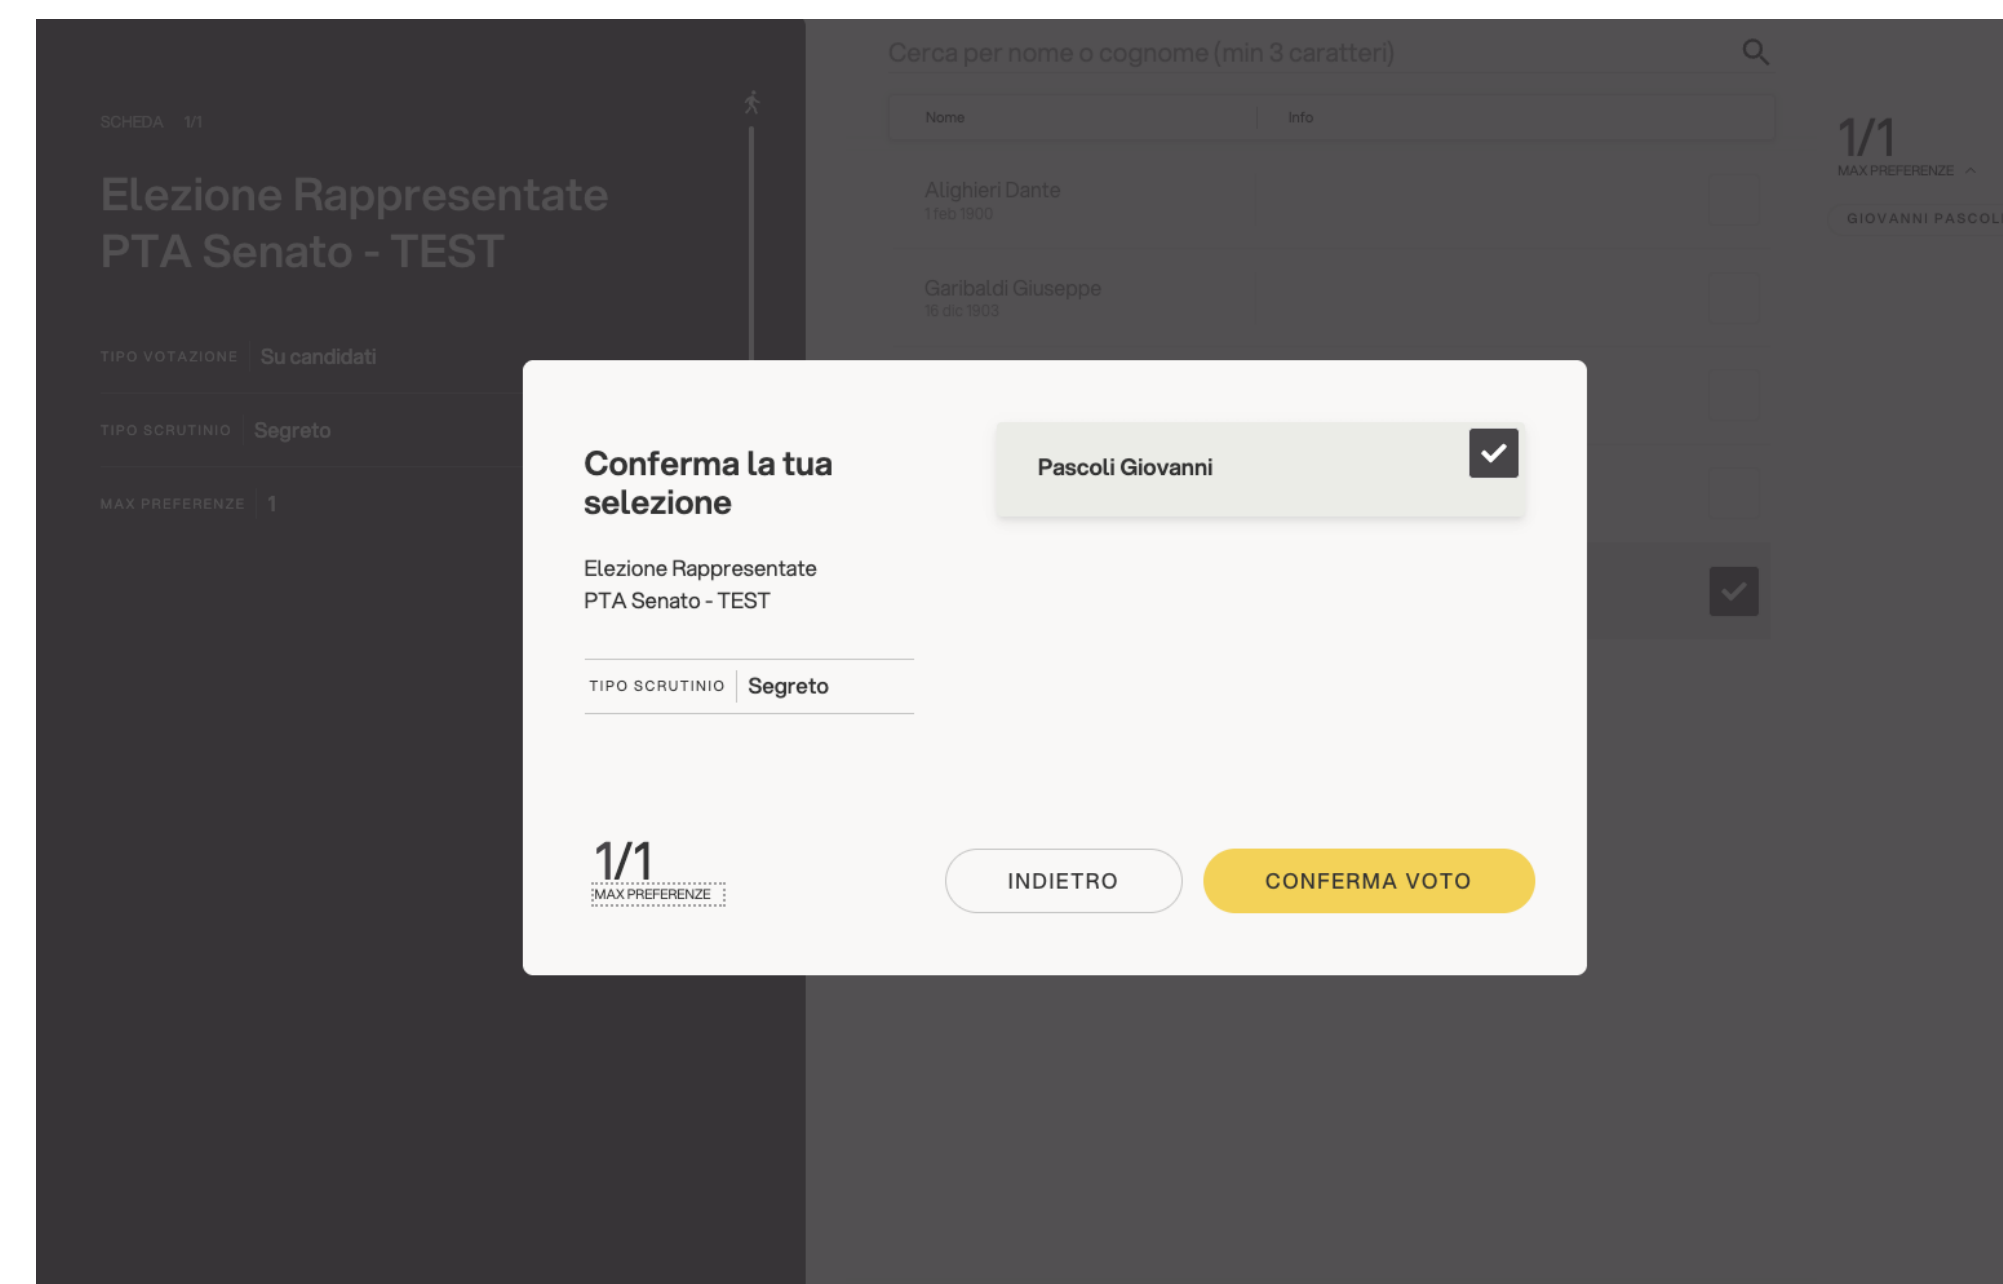 SCHEDA 1/1
Elezione Rappresentate
PTA Senato - TEST
TIPO VOTAZIONE Su candidati
TIPO SCRUTINIO Segreto
MAX PREFERENZE 1
Cerca per nome o cognome (min 3 caratteri)
Nome Info
Alighieri Dante
1 feb 1900
Garibaldi Giuseppe
16 dic 1903
1/1
MAX PREFERENZE
GIOVANNI PASCOLI
Conferma la tua
selezione
Elezione Rappresentate
PTA Senato - TEST
TIPO SCRUTINIO Segreto
Pascoli Giovanni
1/1
MAX PREFERENZE
INDIETRO
CONFERMA VOTO